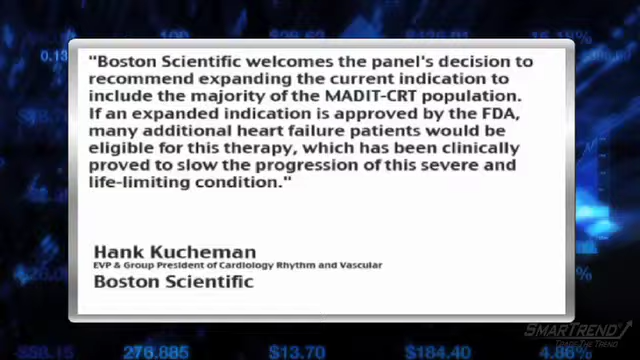 "Boston Scientific welcomes the panel's decision to
recommend expanding the current indication to
include the majority of the MADIT-CRT population.
If an expanded indication is approved by the FDA,
many additional heart failure patients would be
eligible for this therapy, which has been clinically
proved to slow the progression of this severe and
life-limiting condition."
Hank Kucheman
EVP & Group President of Cardiology Rhythm and Vascular
Boston Scientific
SMARTREND
TRADE THE TREND
276.885
$13.70
$184.40